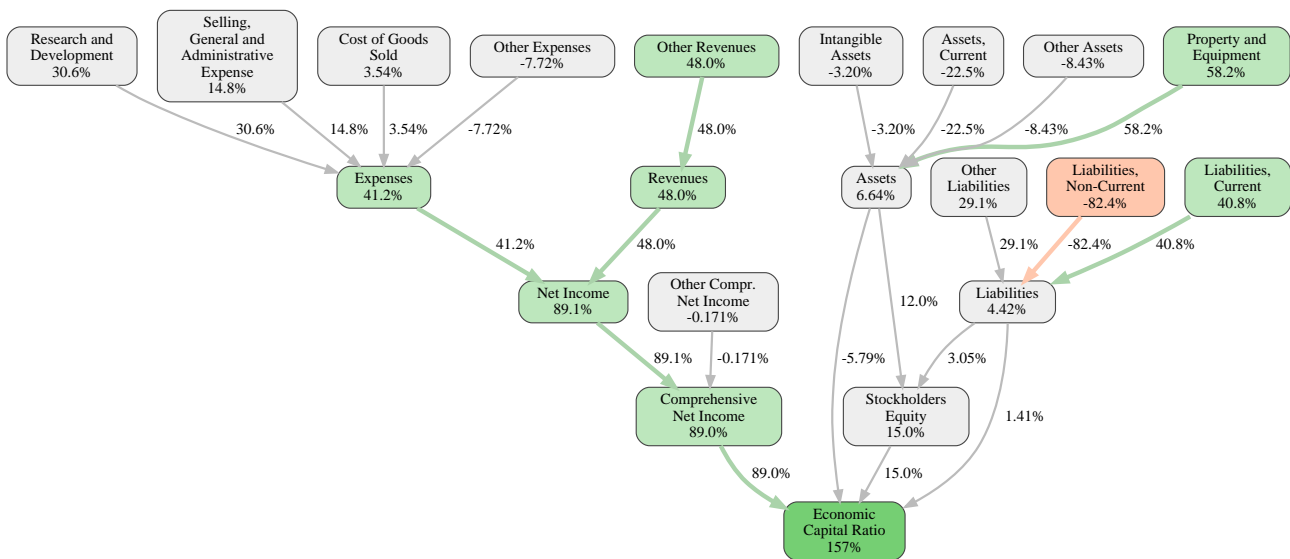 Research and
Development
30.6%
Selling,
General and
Administrative
Expense
14.8%
Cost of Goods
Sold
3.54%
Other Expenses
-7.72%
Other Revenues
48.0%
Intangible
Assets
-3.20%
Assets,
Current
-22.5%
Other Assets
-8.43%
Property and
Equipment
58.2%
30.6%
14.8%
3.54%
-7.72%
48.0%
-3.20%
-22.5%
-8.43%
58.2%
Expenses
41.2%
Revenues
48.0%
Assets
6.64%
Other
Liabilities
29.1%
Liabilities,
Non-Current
-82.4%
Liabilities,
Current
40.8%
41.2%
48.0%
29.1%
-82.4%
40.8%
Net Income
89.1%
Other Compr.
Net Income
-0.171%
12.0%
Liabilities
4.42%
89.1%
-0.171%
-5.79%
3.05%
Comprehensive
Net Income
89.0%
Stockholders
Equity
15.0%
1.41%
89.0%
15.0%
Economic
Capital Ratio
157%